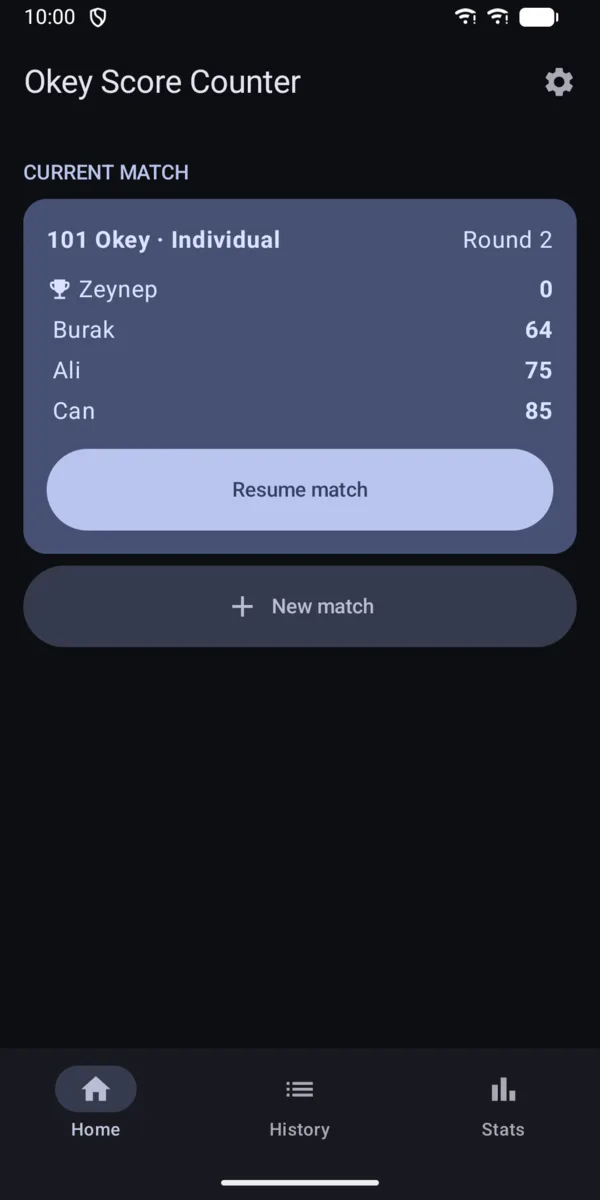 10:00
Okey Score Counter
CURRENT MATCH
101 Okey · Individual Round 2
Zeynep 0
Burak 64
Ali 75
Can 85
Resume match
New match
Home History Stats